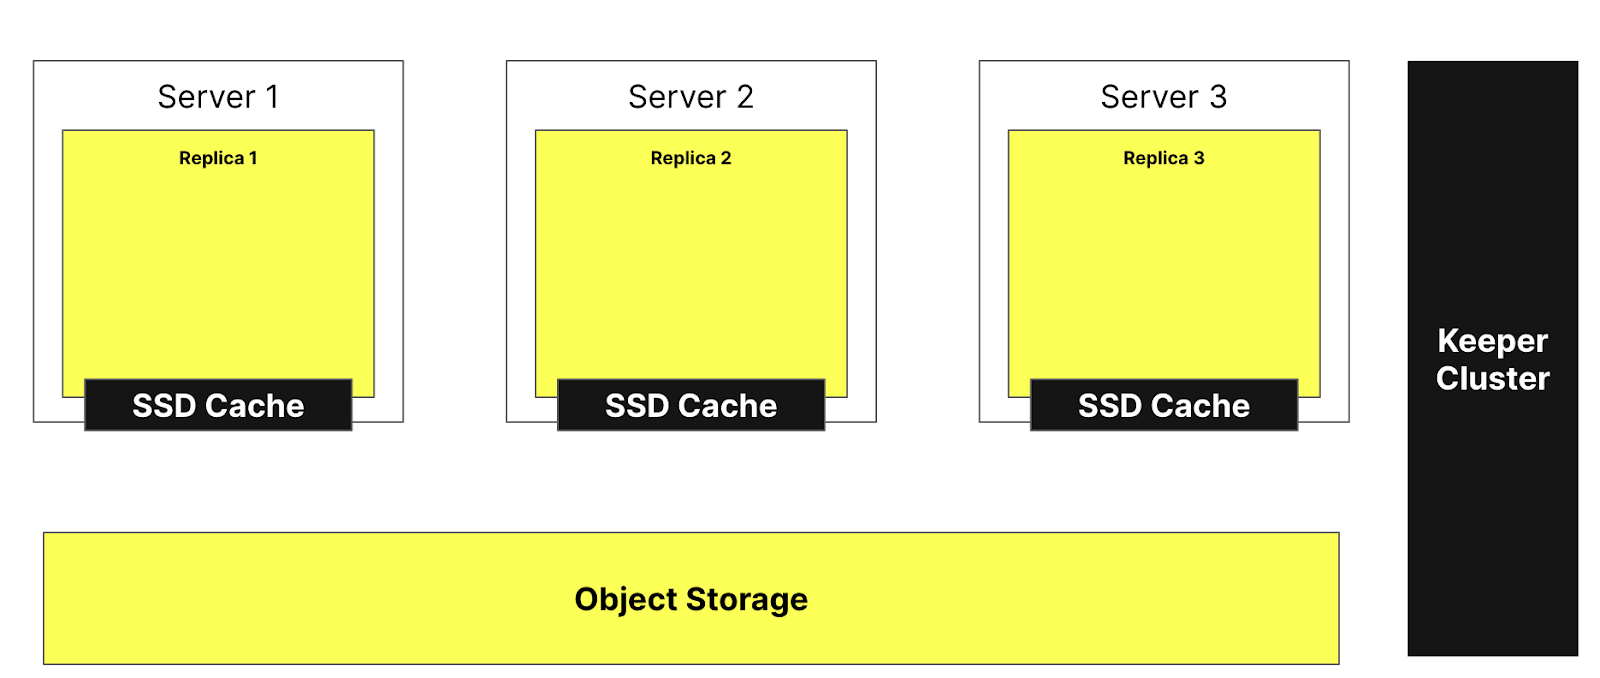 Server 1
Replica 1
SSD Cache
Server 2
Replica 2
SSD Cache
Server 3
Replica 3
SSD Cache
Keeper
Cluster
Object Storage